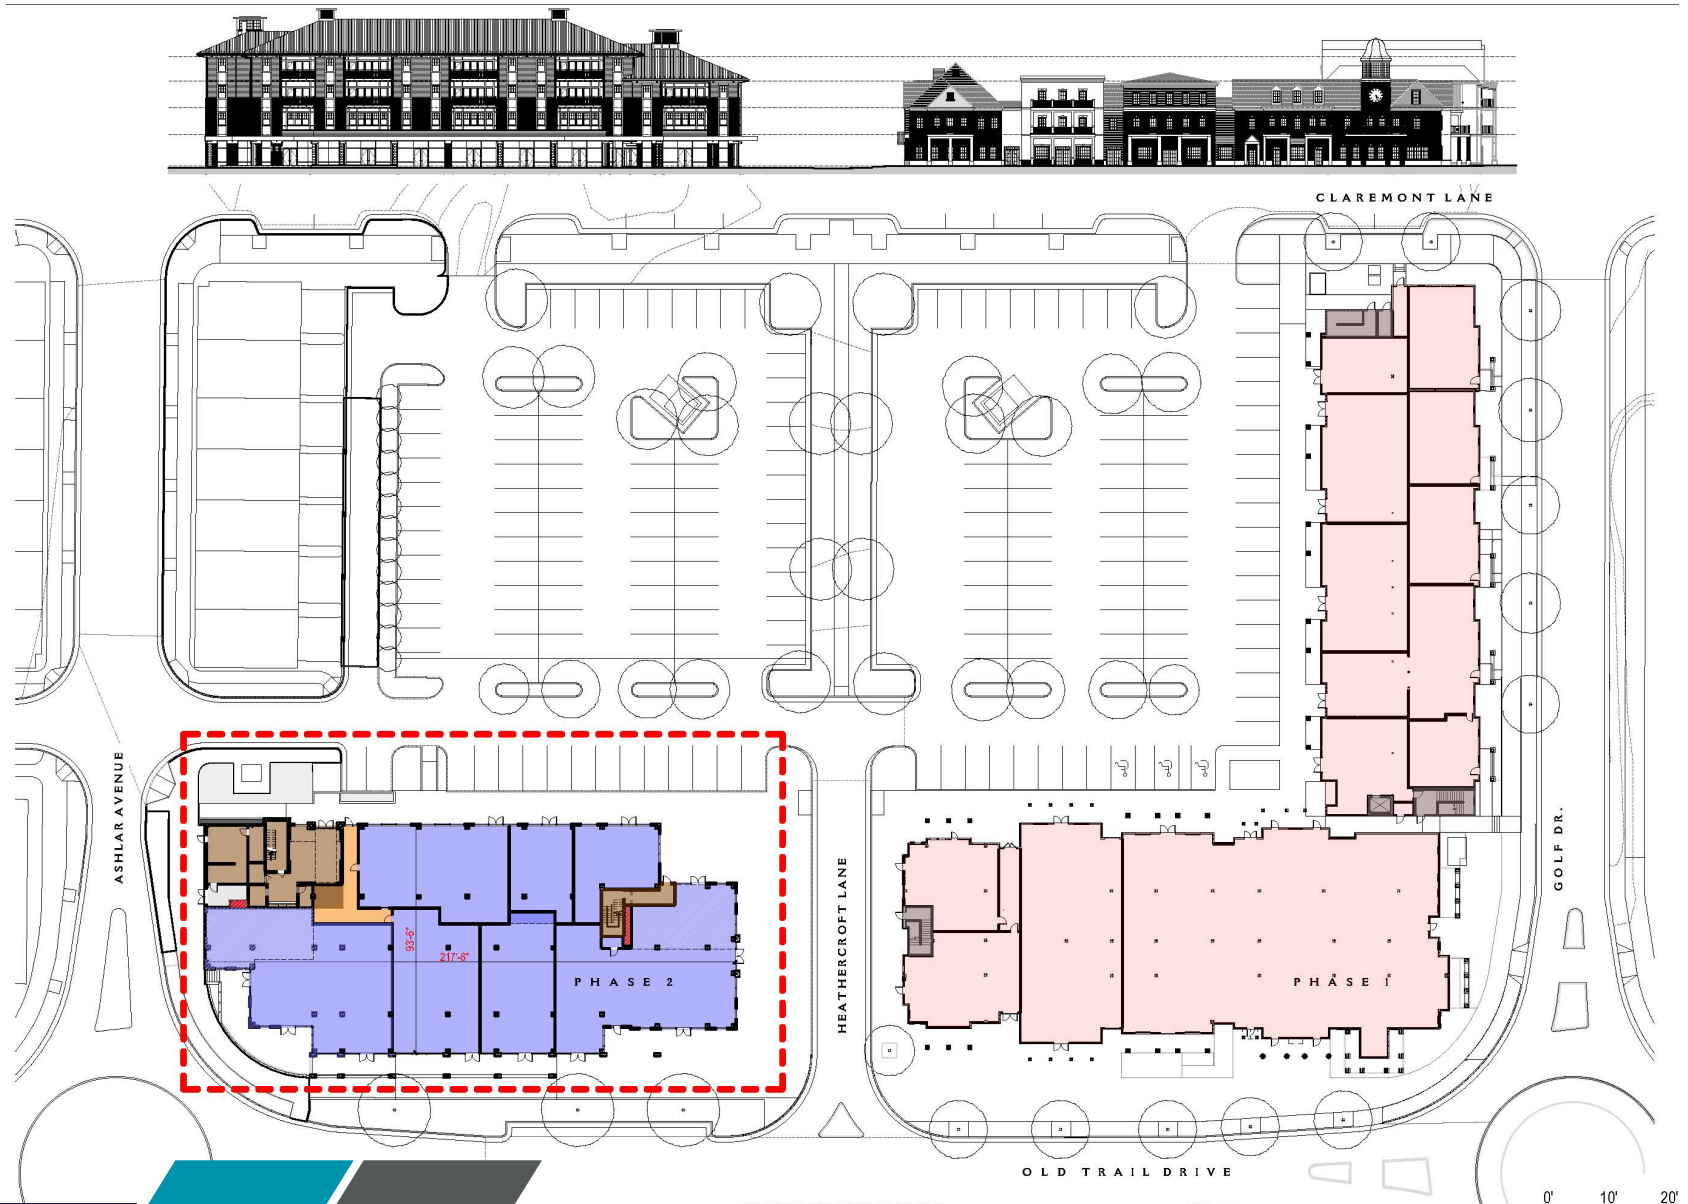 CLAREMONT LANE
ASHLAR AVENUE
HEATHERCROFT LANE
GOLF DR.
93'-6"
217'-6"
PHASE 2
PHASE 1
OLD TRAIL DRIVE
0' 10' 20'